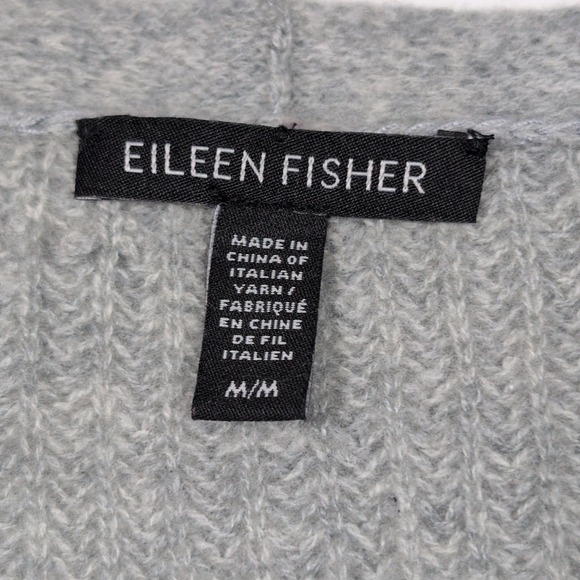 EILEEN FISHER
MADE IN
CHINA OF
ITALIAN
YARN /
FABRIQUÉ
EN CHINE
DE FIL
ITALIEN
M/M